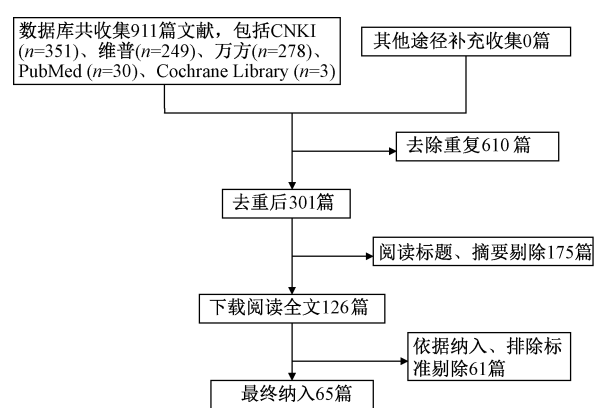 数据库共收集911篇文献，包括CNKI
(n=351)、维普(n=249)、万方(n=278)、
PubMed (n=30)、Cochrane Library (n=3)
其他途径补充收集0篇
去除重复610 篇
去重后301篇
阅读标题、摘要剔除175篇
下载阅读全文126篇
依据纳入、排除标
准剔除61篇
最终纳入65篇